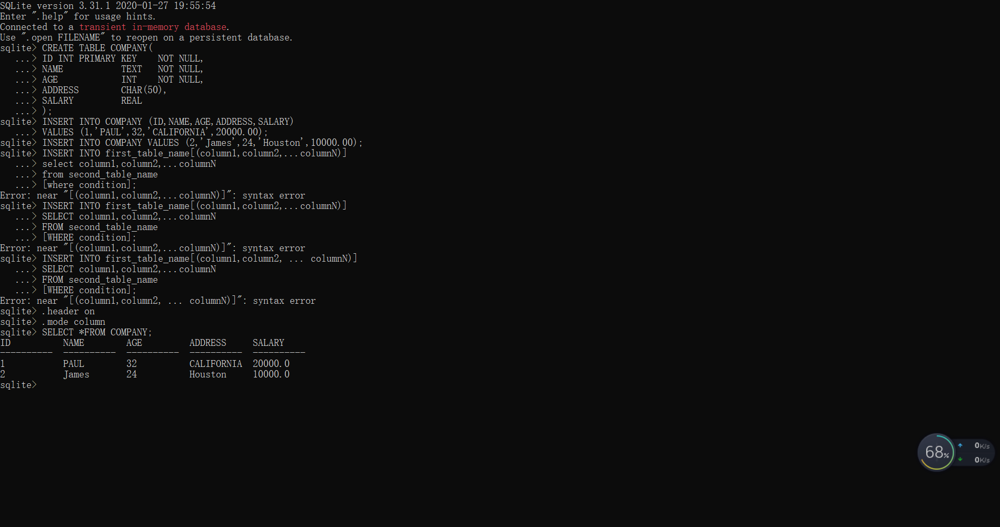 SQLite version 3.31.1 2020-01-27 19:55:54
Enter ".help" for usage hints.
Connected to a transient in-memory database.
Use ".open FILENAME" to reopen on a persistent database.
sqlite> CREATE TABLE COMPANY(
   ...> ID INT PRIMARY KEY    NOT NULL,
   ...> NAME           TEXT   NOT NULL,
   ...> AGE            INT    NOT NULL,
   ...> ADDRESS        CHAR(50),
   ...> SALARY         REAL
   ...> );
sqlite> INSERT INTO COMPANY (ID,NAME,AGE,ADDRESS,SALARY)
   ...> VALUES (1,'PAUL',32,'CALIFORNIA',20000.00);
sqlite> INSERT INTO COMPANY VALUES (2,'James',24,'Houston',10000.00);
sqlite> INSERT INTO first_table_name[(column1,column2,...columnN)]
   ...> select column1,column2,...columnN
   ...> from second_table_name
   ...> [where condition];
Error: near "[(column1,column2,...columnN)]": syntax error
sqlite> INSERT INTO first_table_name[(column1,column2,...columnN)]
   ...> SELECT column1,column2,...columnN
   ...> FROM second_table_name
   ...> [WHERE condition];
Error: near "[(column1,column2,...columnN)]": syntax error
sqlite> INSERT INTO first_table_name[(column1,column2, ... columnN)]
   ...> SELECT column1,column2,...columnN
   ...> FROM second_table_name
   ...> [WHERE condition];
Error: near "[(column1,column2, ... columnN)]": syntax error
sqlite> .header on
sqlite> .mode column
sqlite> SELECT *FROM COMPANY;
ID          NAME        AGE         ADDRESS     SALARY
----------  ----------  ----------  ----------  ----------
1           PAUL        32          CALIFORNIA  20000.0
2           James       24          Houston     10000.0
sqlite>
68%
0K/s
0K/s